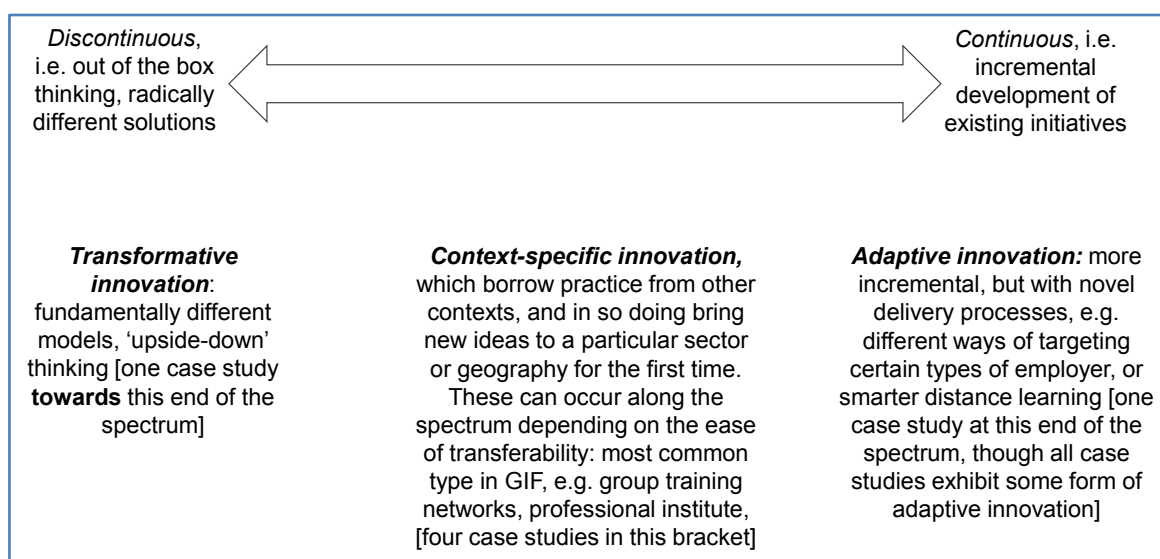 Discontinuous,
i.e. out of the box
thinking, radically
different solutions
Continuous, i.e.
incremental
development of
existing initiatives
Transformative
innovation:
fundamentally different
models, ‘upside-down’
thinking [one case study
towards this end of the
spectrum]
Context-specific innovation,
which borrow practice from other
contexts, and in so doing bring
new ideas to a particular sector
or geography for the first time.
These can occur along the
spectrum depending on the ease
of transferability: most common
type in GIF, e.g. group training
networks, professional institute,
[four case studies in this bracket]
Adaptive innovation: more
incremental, but with novel
delivery processes, e.g.
different ways of targeting
certain types of employer, or
smarter distance learning [one
case study at this end of the
spectrum, though all case
studies exhibit some form of
adaptive innovation]